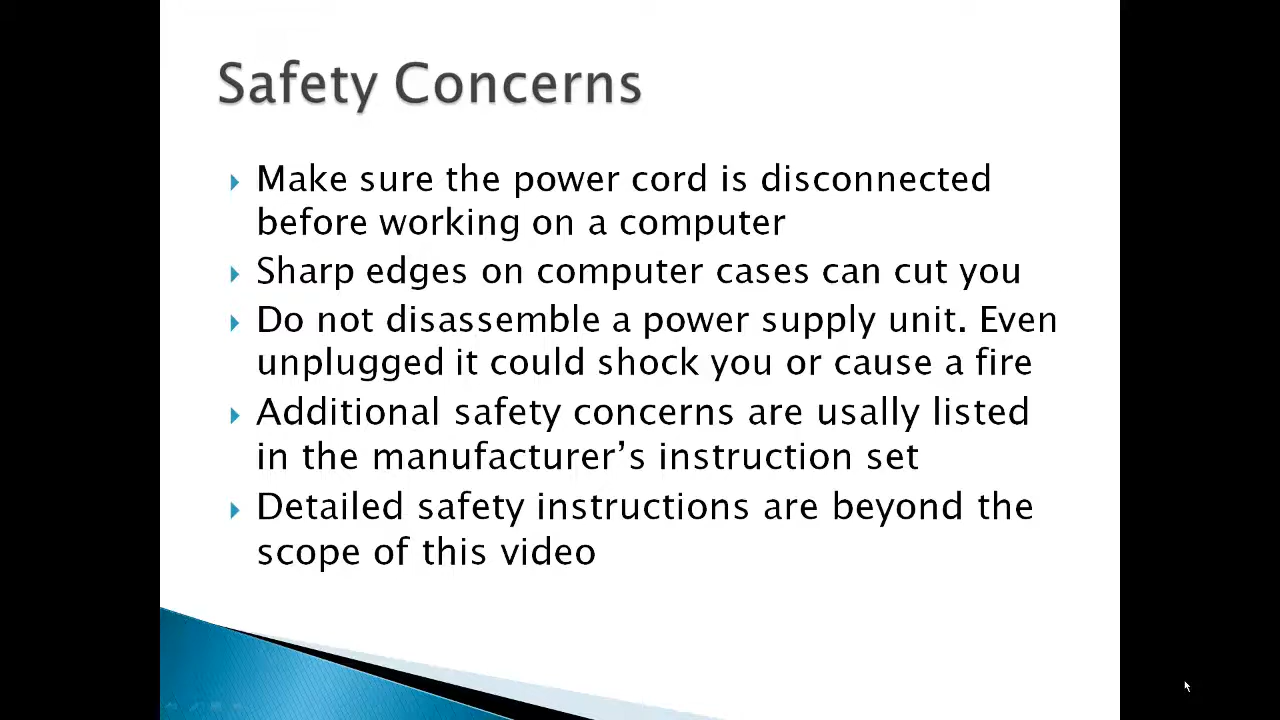 Safety Concerns
Make sure the power cord is disconnected
before working on a computer
Sharp edges on computer cases can cut you
Do not disassemble a power supply unit. Even
unplugged it could shock you or cause a fire
Additional safety concerns are usally listed
in the manufacturer’s instruction set
Detailed safety instructions are beyond the
scope of this video